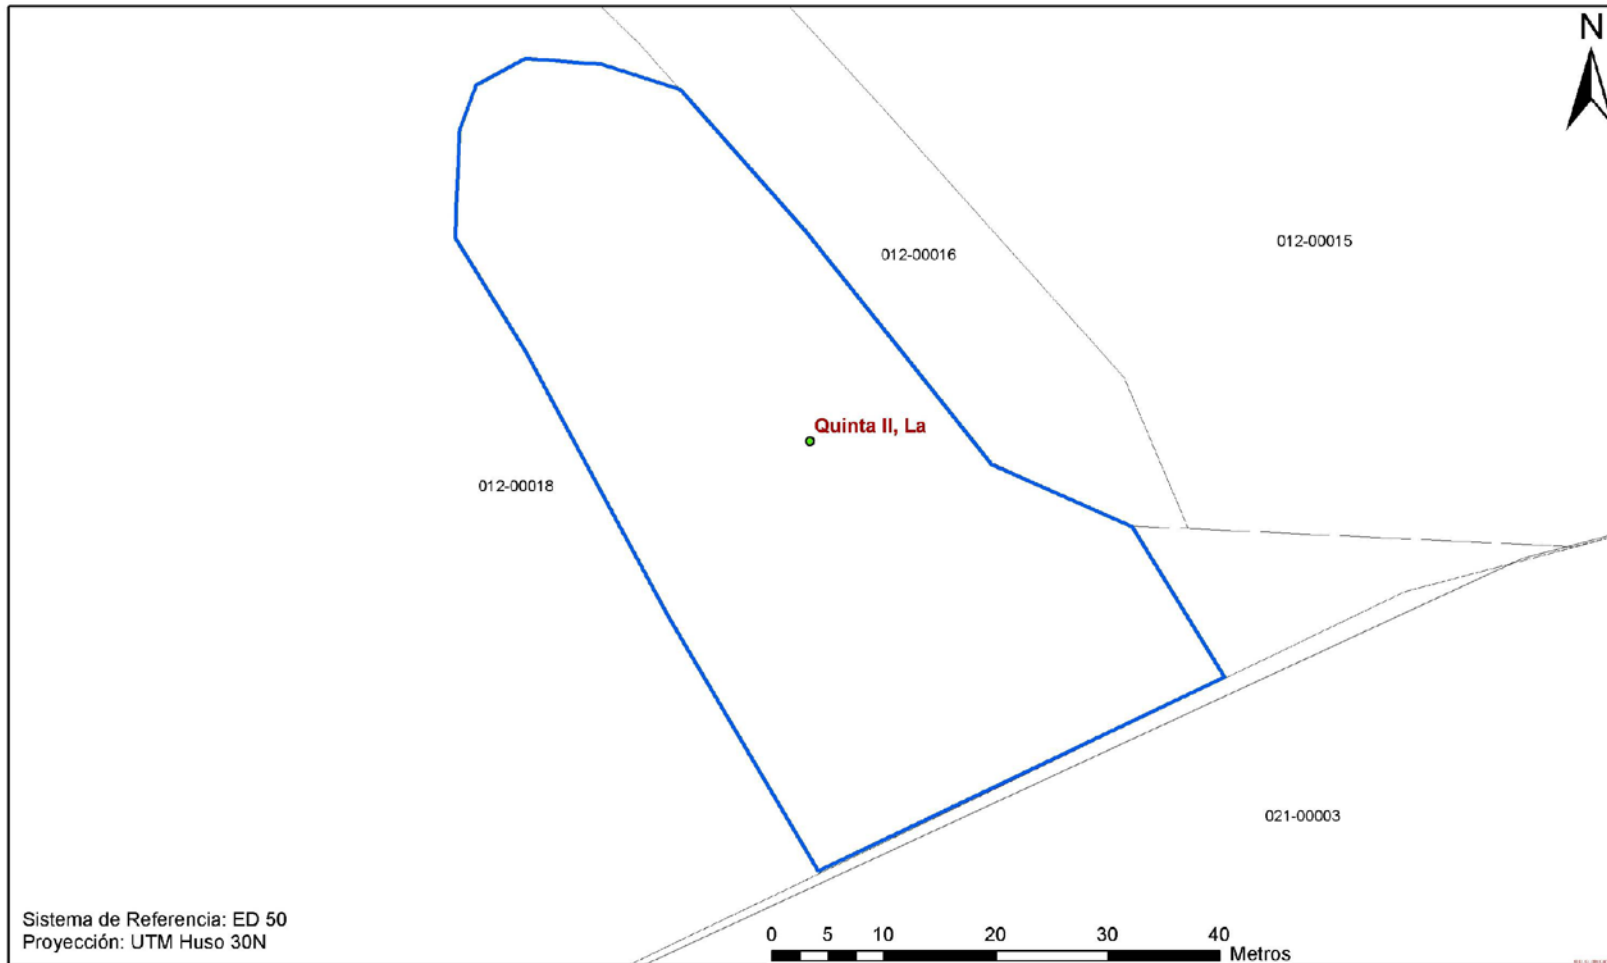 N
012-00016
012-00015
Quinta II, La
012-00018
021-00003
Sistema de Referencia: ED 50
Proyección: UTM Huso 30N
0 5 10 20 30 40
Metros